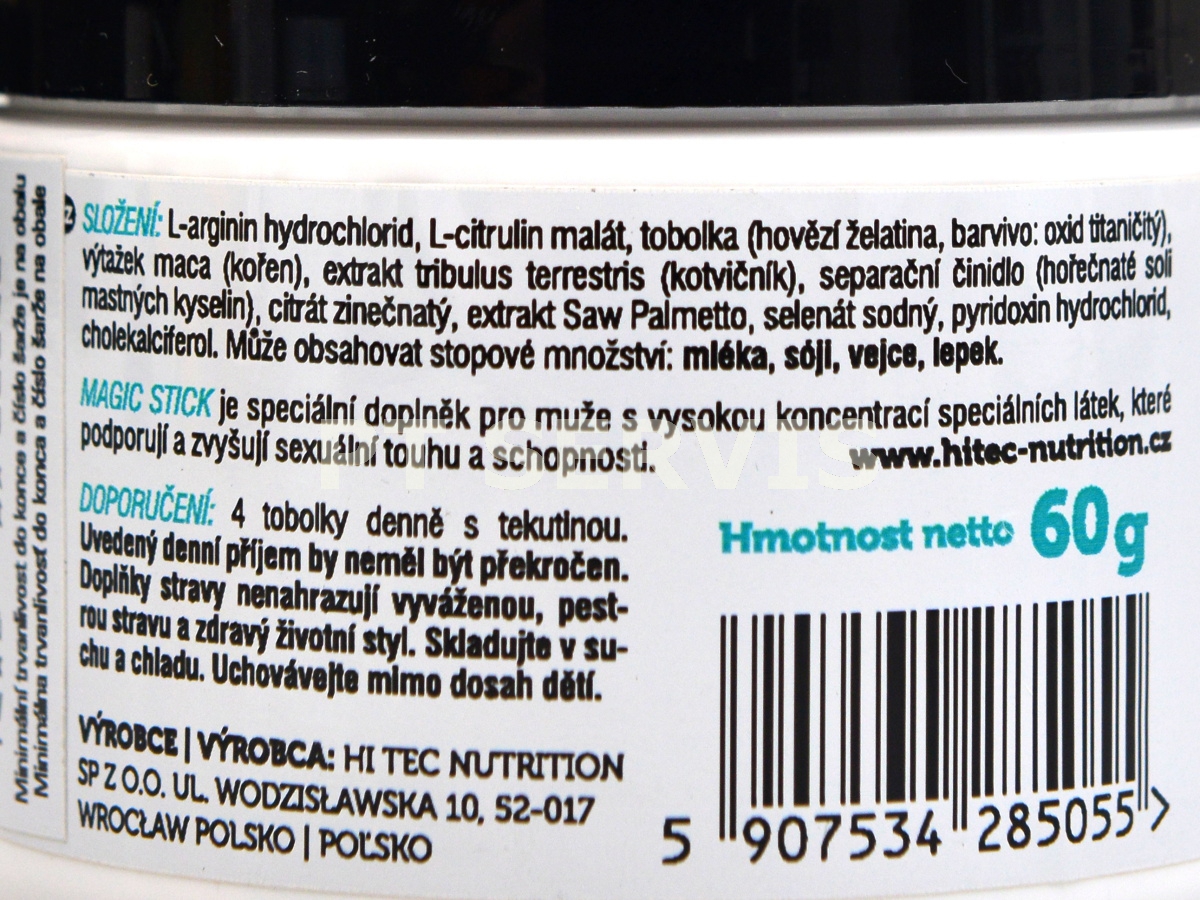 Minimální trvanlivost do konce a číslo šarže je na obalu
Minimálna trvanlivosť do konca a číslo šarže na obale
SLOŽENÍ: L-arginin hydrochlorid, L-citrulin malát, tobolka (hovězí želatina, barvivo: oxid titaničitý),
výtažek maca (kořen), extrakt tribulus terrestris (kotvičník), separační činidlo (hořečnaté soli
mastných kyselin), citrát zinečnatý, extrakt Saw Palmetto, selenát sodný, pyridoxin hydrochlorid,
cholekalciferol. Může obsahovat stopové množství: mléka, sóji, vejce, lepek.
MAGIC STICK je speciální doplněk pro muže s vysokou koncentrací speciálních látek, které
podporují a zvyšují sexuální touhu a schopnosti.
www.hitec-nutrition.cz
PT SERVIS
DOPORUČENÍ: 4 tobolky denně s tekutinou.
Uvedený denní příjem by neměl být překročen.
Doplňky stravy nenahrazují vyváženou, pest-
rou stravu a zdravý životní styl. Skladujte v su-
chu a chladu. Uchovávejte mimo dosah dětí.
Hmotnost netto 60g
VÝROBCE | VÝROBCA: HI TEC NUTRITION
SP Z O.O. UL. WODZISŁAWSKA 10, 52-017
WROCŁAW POLSKO | POĽSKO
5 907534 285055 >